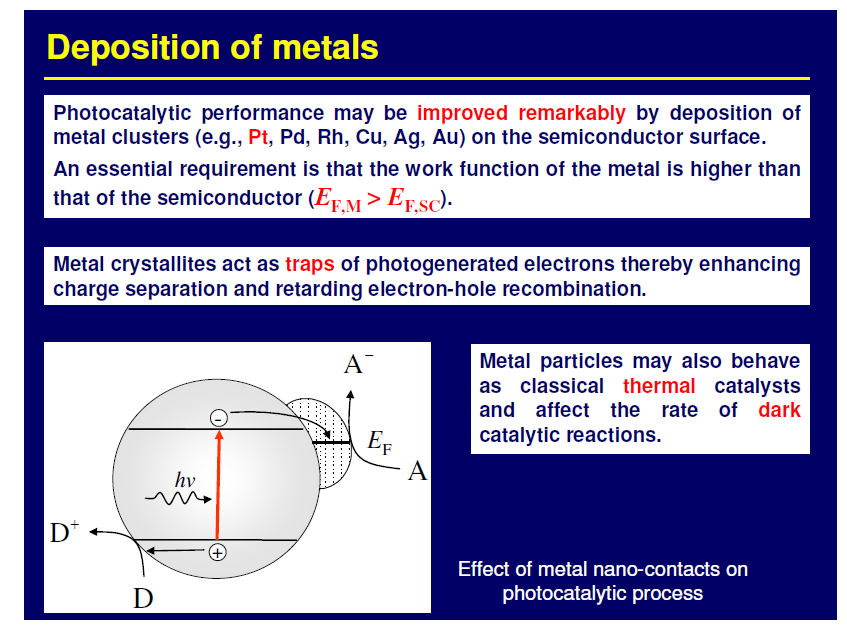 Deposition of metals
Photocatalytic performance may be improved remarkably by deposition of
metal clusters (e.g., Pt, Pd, Rh, Cu, Ag, Au) on the semiconductor surface.
An essential requirement is that the work function of the metal is higher than
that of the semiconductor (E_F,M > E_F,SC).
Metal crystallites act as traps of photogenerated electrons thereby enhancing
charge separation and retarding electron-hole recombination.
A⁻
-
E_F
A
hν
D⁺
+
D
Metal particles may also behave
as classical thermal catalysts
and affect the rate of dark
catalytic reactions.
Effect of metal nano-contacts on
photocatalytic process